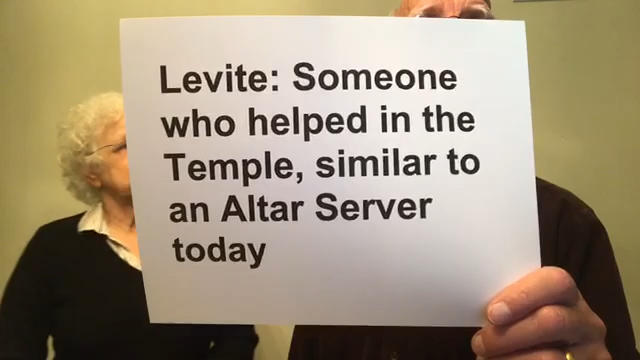 Levite: Someone
who helped in the
Temple, similar to
an Altar Server
today